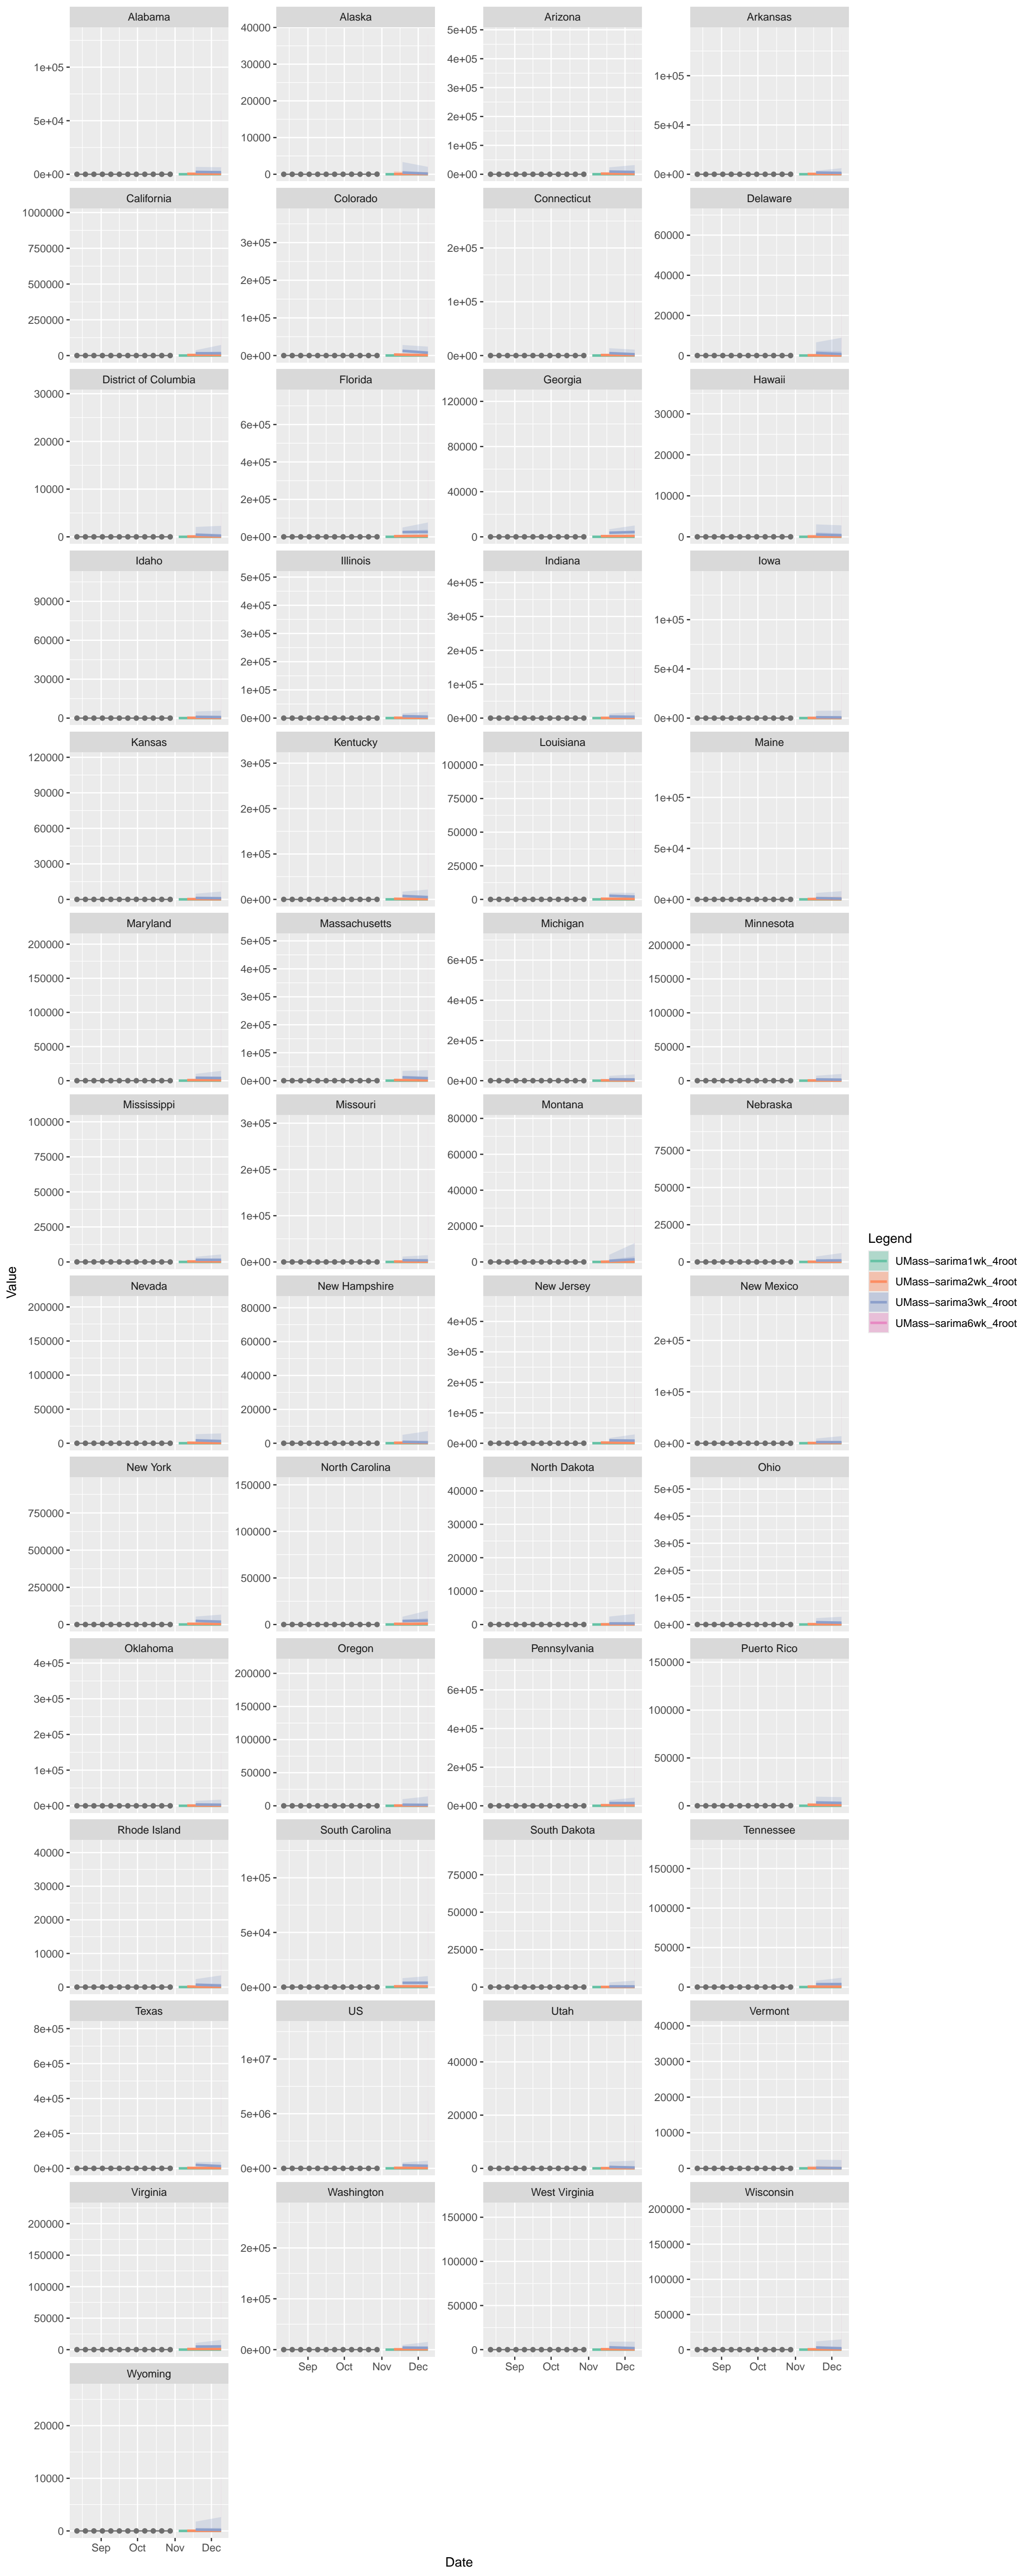 Alabama Alaska Arizona Arkansas
1e+05 5e+04 0e+00
40000 30000 20000 10000 0
5e+05 4e+05 3e+05 2e+05 1e+05 0e+00
1e+05 5e+04 0e+00
California Colorado Connecticut Delaware
1000000 750000 500000 250000 0
3e+05 2e+05 1e+05 0e+00
2e+05 1e+05 0e+00
60000 40000 20000 0
District of Columbia Florida Georgia Hawaii
30000 20000 10000 0
6e+05 4e+05 2e+05 0e+00
120000 80000 40000 0
30000 20000 10000 0
Idaho Illinois Indiana Iowa
90000 60000 30000 0
5e+05 4e+05 3e+05 2e+05 1e+05 0e+00
4e+05 3e+05 2e+05 1e+05 0e+00
1e+05 5e+04 0e+00
Kansas Kentucky Louisiana Maine
120000 90000 60000 30000 0
3e+05 2e+05 1e+05 0e+00
100000 75000 50000 25000 0
1e+05 5e+04 0e+00
Maryland Massachusetts Michigan Minnesota
200000 150000 100000 50000 0
5e+05 4e+05 3e+05 2e+05 1e+05 0e+00
6e+05 4e+05 2e+05 0e+00
200000 150000 100000 50000 0
Mississippi Missouri Montana Nebraska
100000 75000 50000 25000 0
3e+05 2e+05 1e+05 0e+00
80000 60000 40000 20000 0
75000 50000 25000 0
Nevada New Hampshire New Jersey New Mexico
200000 150000 100000 50000 0
80000 60000 40000 20000 0
4e+05 3e+05 2e+05 1e+05 0e+00
2e+05 1e+05 0e+00
New York North Carolina North Dakota Ohio
750000 500000 250000 0
150000 100000 50000 0
40000 30000 20000 10000 0
5e+05 4e+05 3e+05 2e+05 1e+05 0e+00
Oklahoma Oregon Pennsylvania Puerto Rico
4e+05 3e+05 2e+05 1e+05 0e+00
200000 150000 100000 50000 0
6e+05 4e+05 2e+05 0e+00
150000 100000 50000 0
Rhode Island South Carolina South Dakota Tennessee
40000 30000 20000 10000 0
1e+05 5e+04 0e+00
75000 50000 25000 0
150000 100000 50000 0
Texas US Utah Vermont
8e+05 6e+05 4e+05 2e+05 0e+00
1e+07 5e+06 0e+00
40000 20000 0
40000 30000 20000 10000 0
Virginia Washington West Virginia Wisconsin
200000 150000 100000 50000 0
2e+05 1e+05 0e+00
150000 100000 50000 0
200000 150000 100000 50000 0
Sep Oct Nov Dec Sep Oct Nov Dec Sep Oct Nov Dec
Wyoming
20000 10000 0
Sep Oct Nov Dec
Date
Value
Legend
UMass−sarima1wk_4root
UMass−sarima2wk_4root
UMass−sarima3wk_4root
UMass−sarima6wk_4root